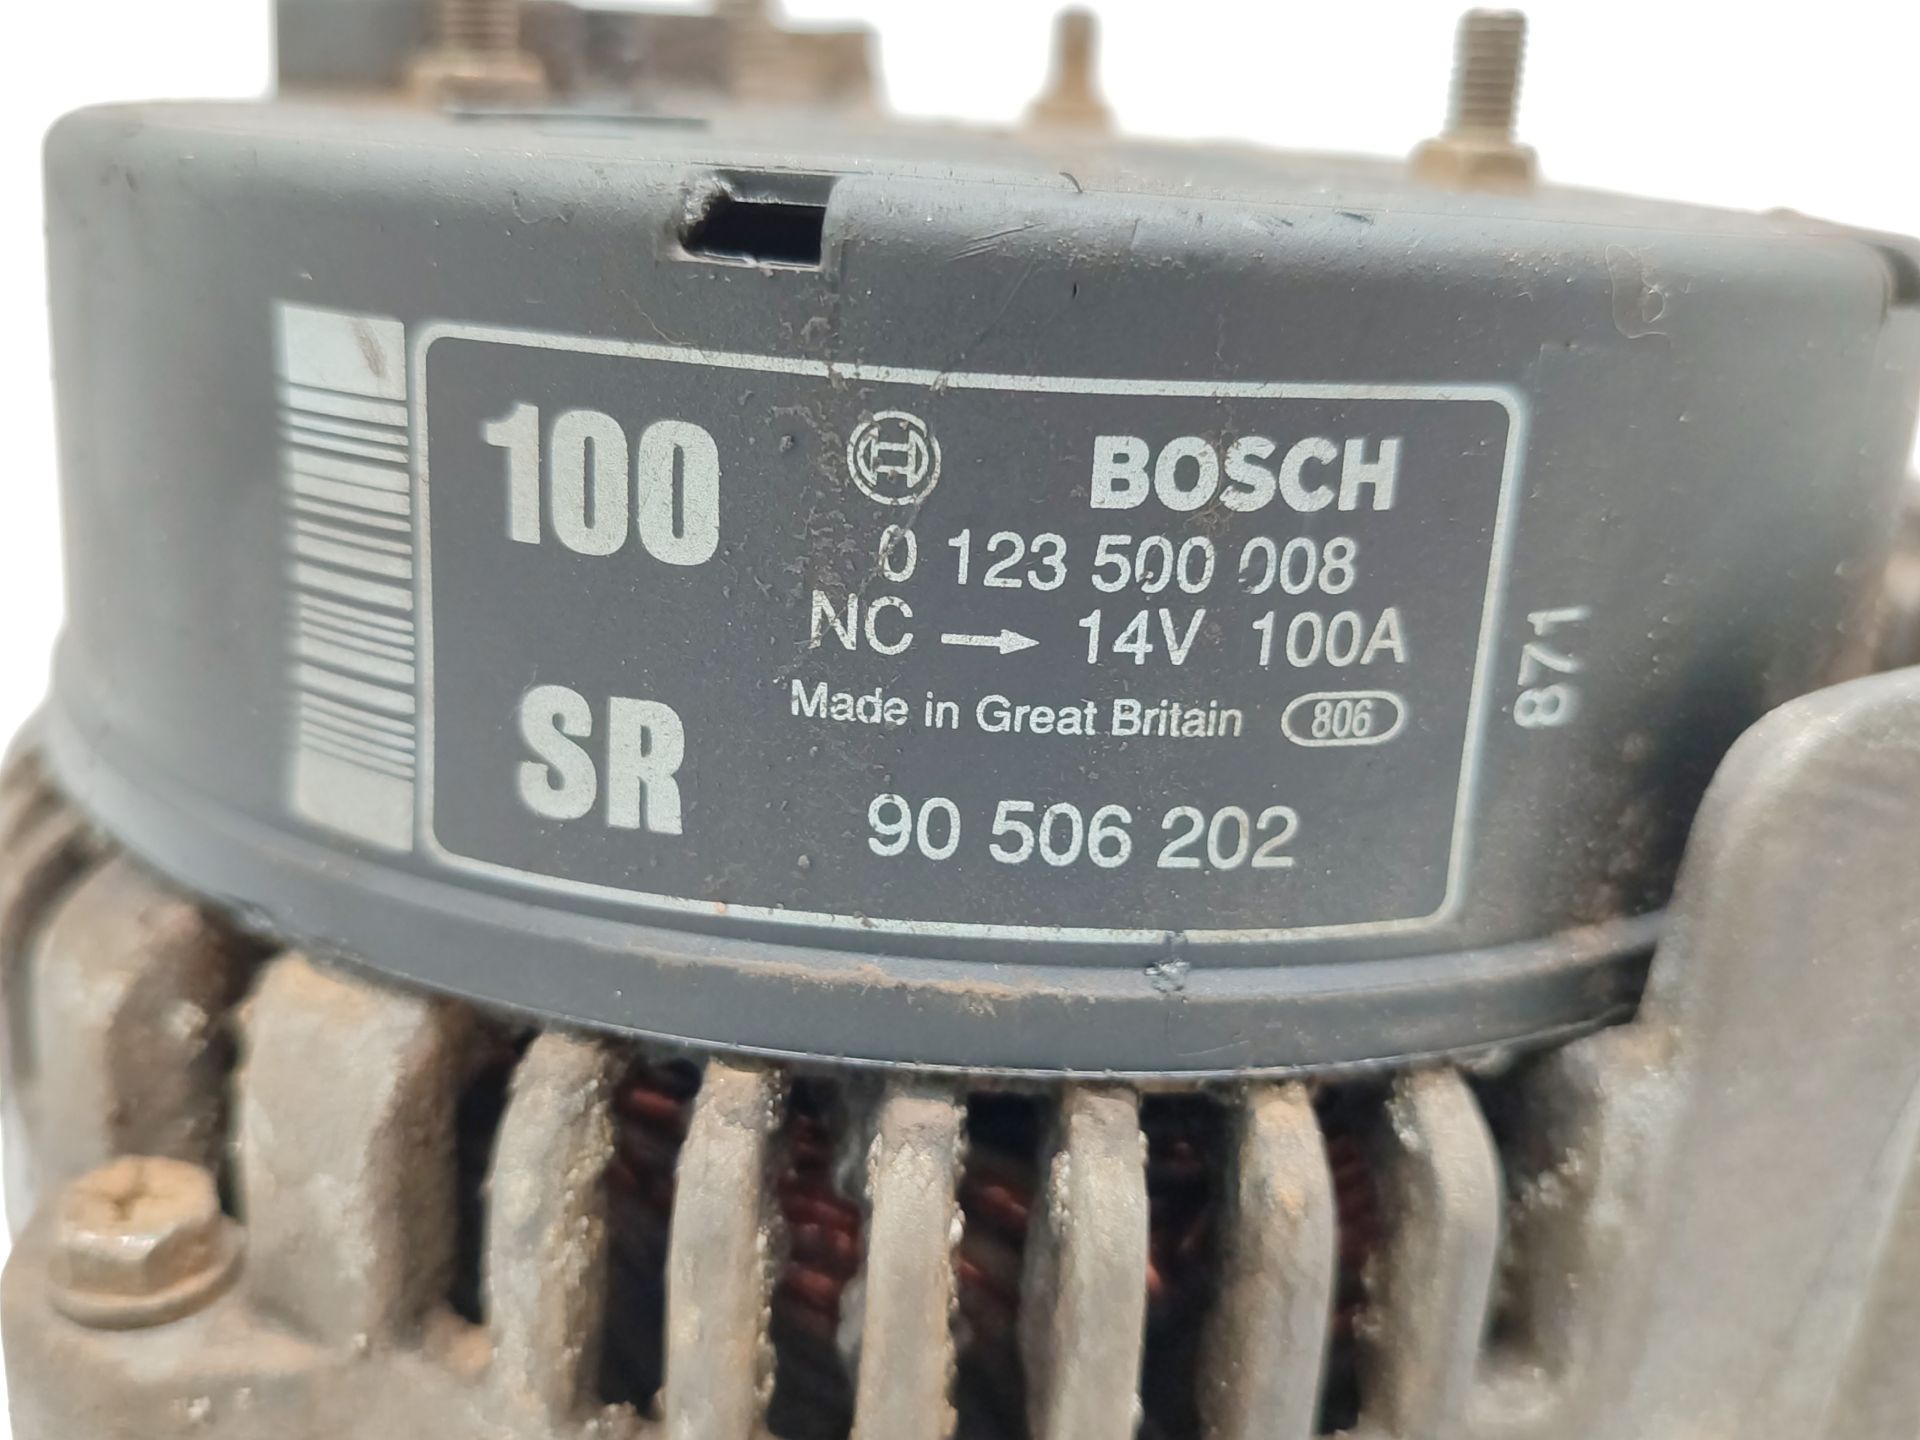 100 BOSCH
0 123 500 008
NC → 14V 100A
SR Made in Great Britain 806
90 506 202
871